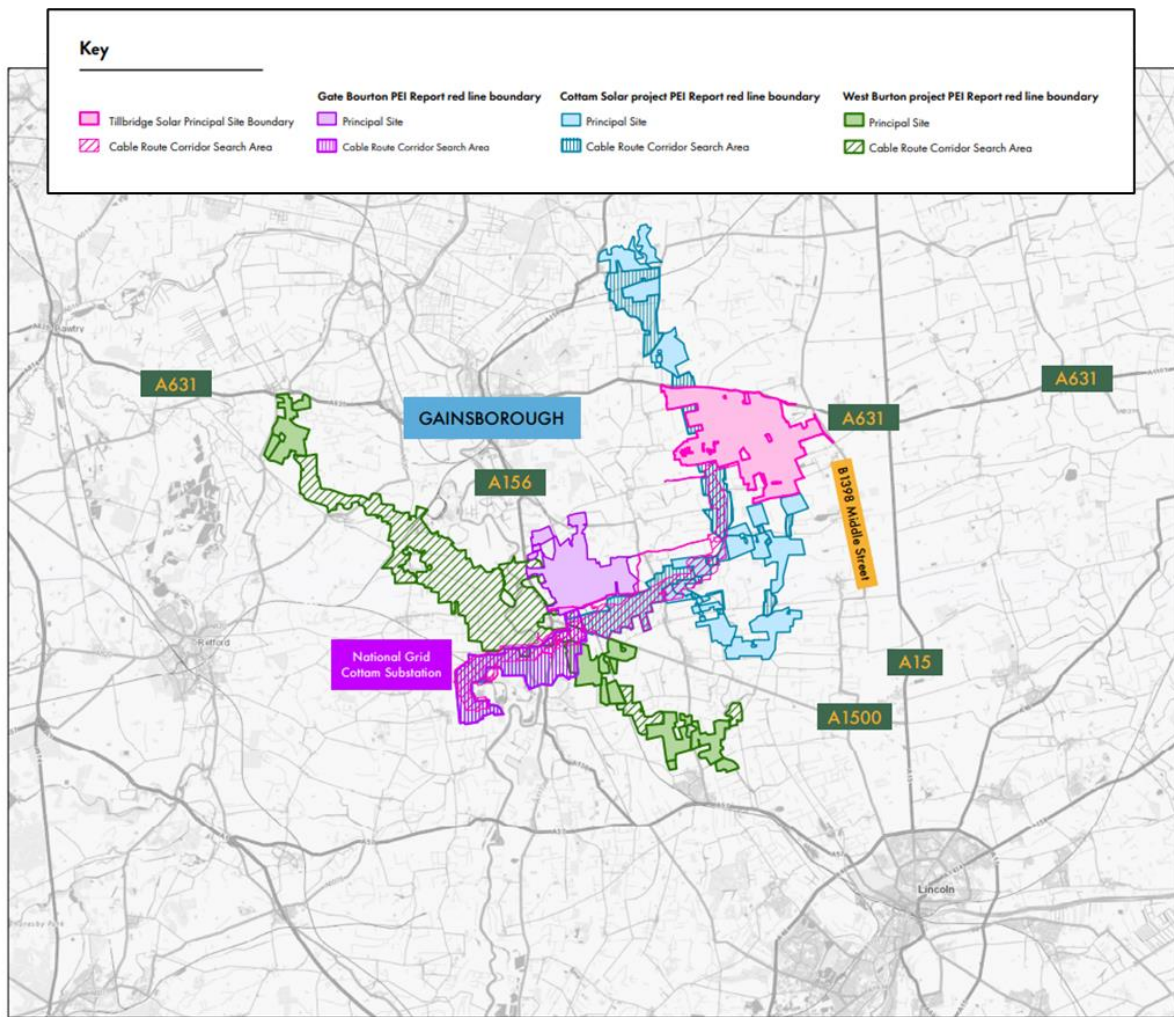 Key
Tillbridge Solar Principal Site Boundary
Cable Route Corridor Search Area
Gate Bourton PEI Report red line boundary
Principal Site
Cable Route Corridor Search Area
Cottam Solar project PEI Report red line boundary
Principal Site
Cable Route Corridor Search Area
West Burton project PEI Report red line boundary
Principal Site
Cable Route Corridor Search Area
Bawtry
A631
A631
GAINSBOROUGH
A631
A156
B1398 Middle Street
Retford
National Grid
Cottam Substation
A15
A1500
Lincoln